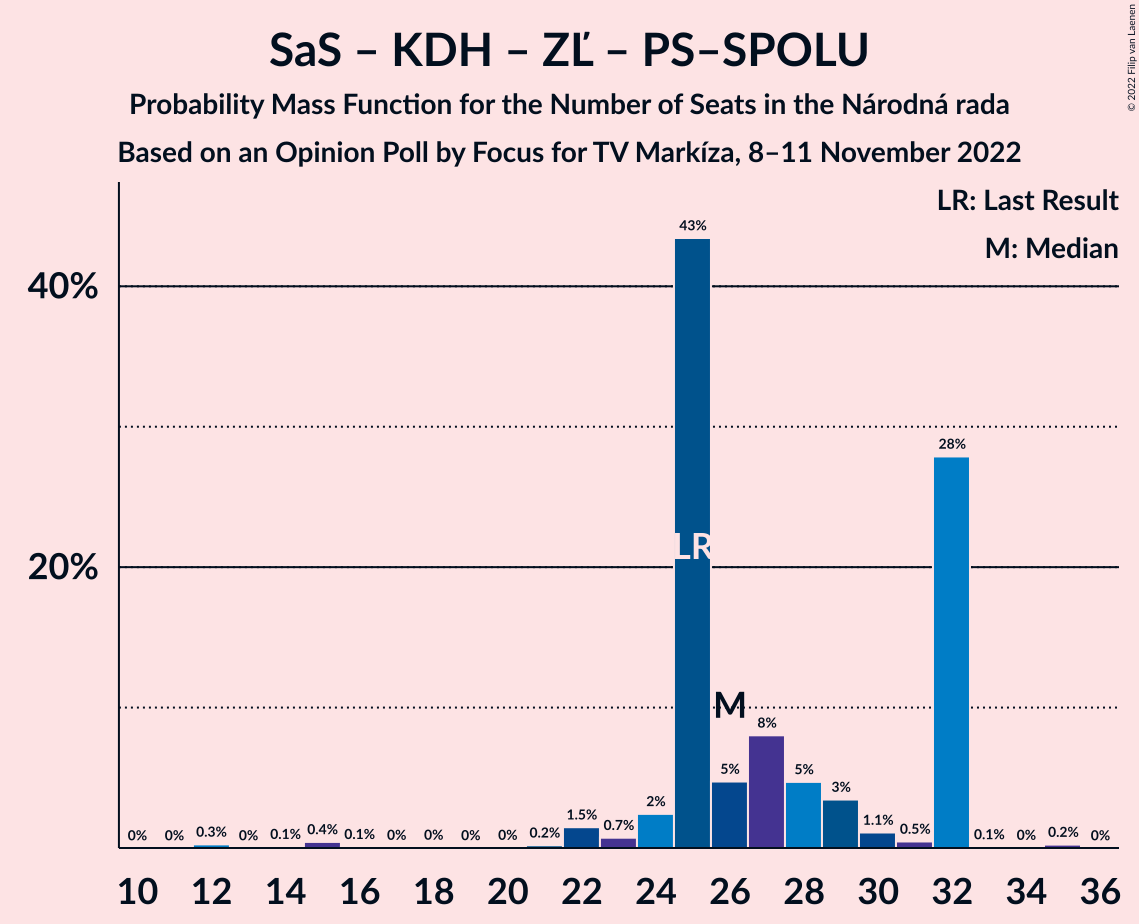 SaS – KDH – ZĽ – PS–SPOLU
Probability Mass Function for the Number of Seats in the Národná rada
Based on an Opinion Poll by Focus for TV Markíza, 8–11 November 2022
© 2022 Filip van Laenen
LR: Last Result
M: Median
40%
20%
0% 0% 0.3% 0% 0.1% 0.4% 0.1% 0% 0% 0% 0% 0.2% 1.5% 0.7% 2% 43% 5% 8% 5% 3% 1.1% 0.5% 28% 0.1% 0% 0.2% 0%
LR
M
10 12 14 16 18 20 22 24 26 28 30 32 34 36